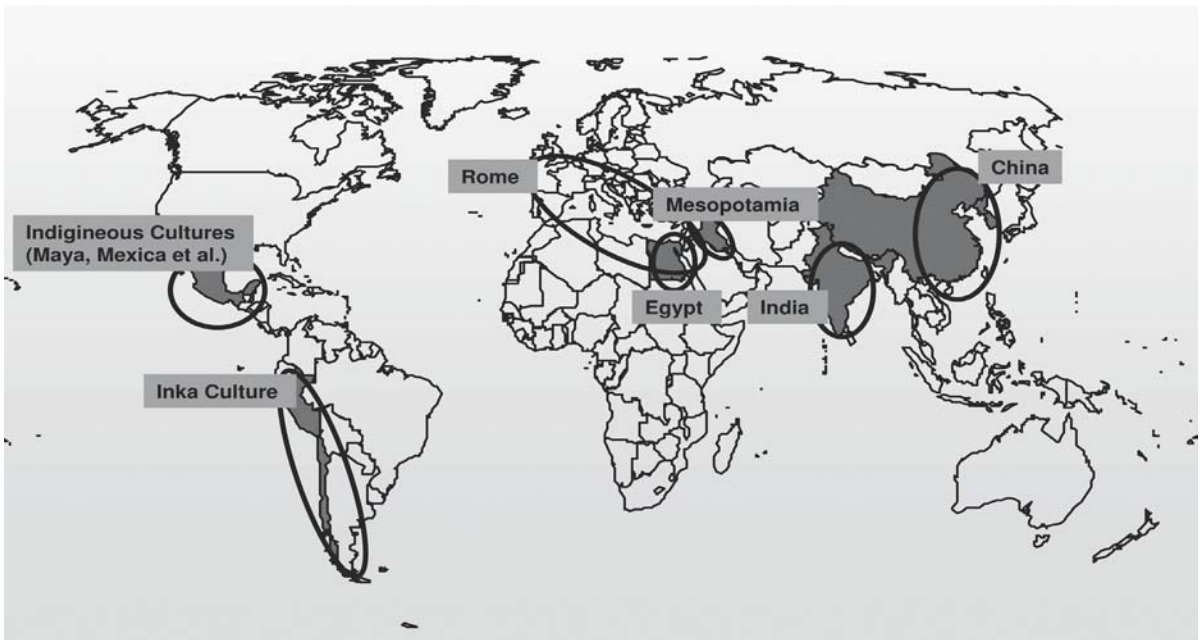 China
Rome
Mesopotamia
Indigineous Cultures
(Maya, Mexica et al.)
Egypt
India
Inka Culture